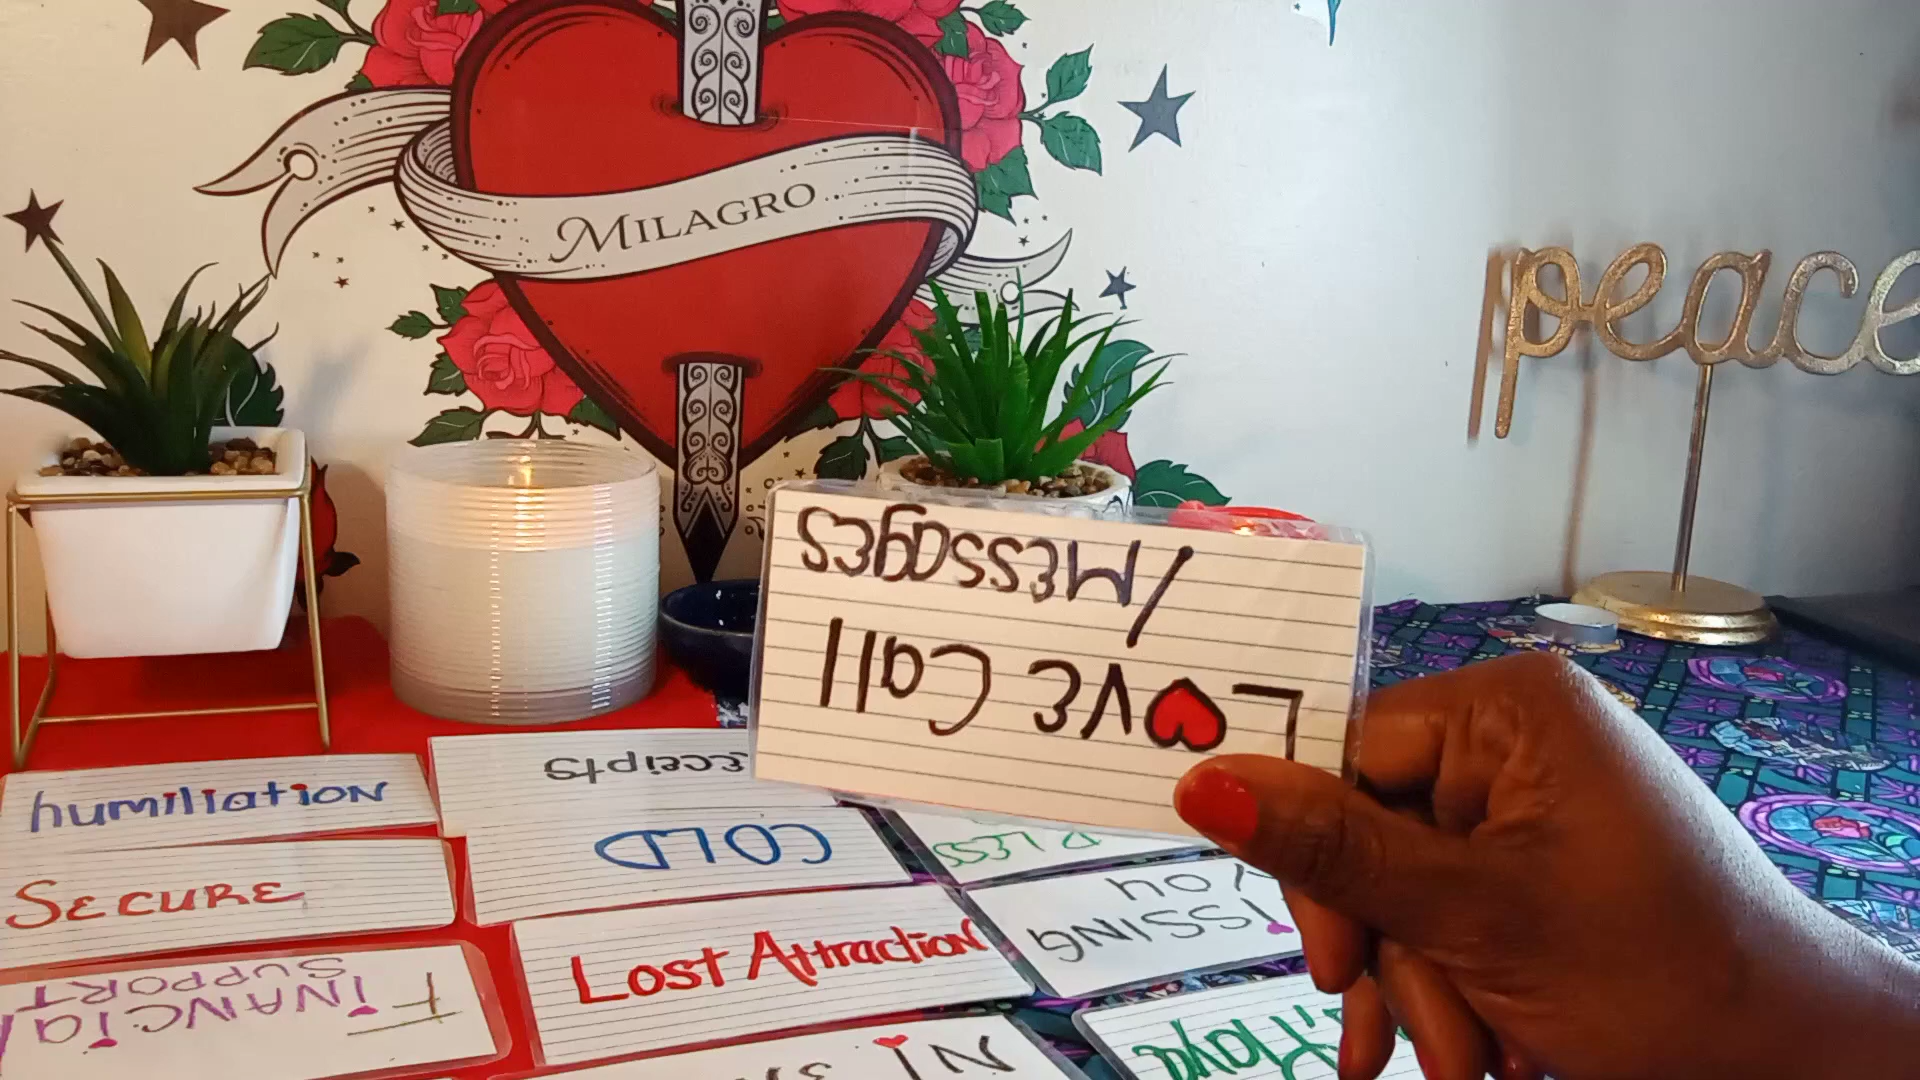 MILAGRO
peace
LOVE Call
/MESSAGES
humiliation
COLD
SECURE
Lost Attraction
MISSING
YOU
FINANCIAL
SUPPORT